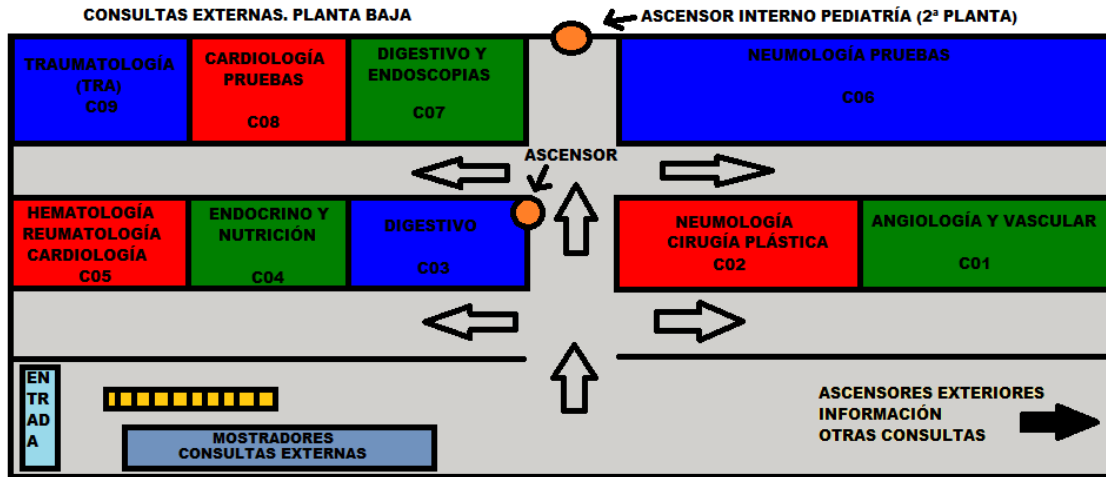 CONSULTAS EXTERNAS. PLANTA BAJA
ASCENSOR INTERNO PEDIATRÍA (2ª PLANTA)
TRAUMATOLOGÍA
(TRA)
C09
CARDIOLOGÍA
PRUEBAS
C08
DIGESTIVO Y
ENDOSCOPIAS
C07
NEUMOLOGÍA PRUEBAS
C06
ASCENSOR
HEMATOLOGÍA
REUMATOLOGÍA
CARDIOLOGÍA
C05
ENDOCRINO Y
NUTRICIÓN
C04
DIGESTIVO
C03
NEUMOLOGÍA
CIRUGÍA PLÁSTICA
C02
ANGIOLOGÍA Y VASCULAR
C01
EN
TR
AD
A
MOSTRADORES
CONSULTAS EXTERNAS
ASCENSORES EXTERIORES
INFORMACIÓN
OTRAS CONSULTAS